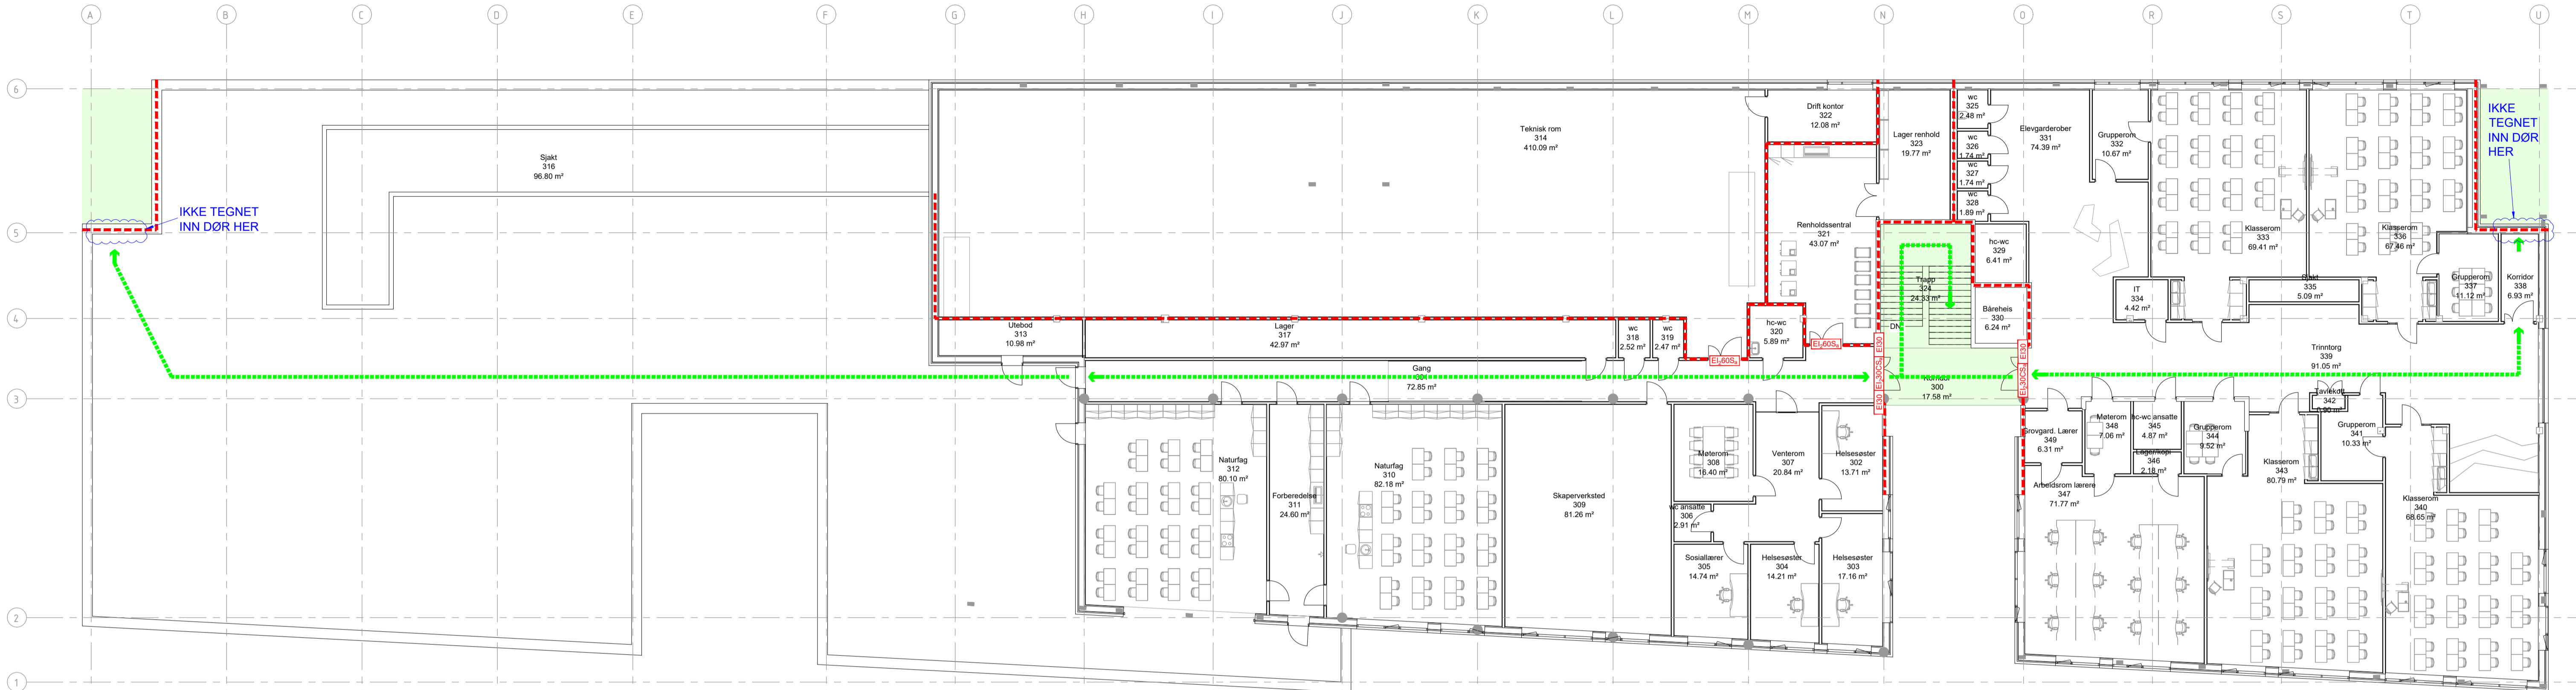 A B C D E F G H I J K L M N O R S T U
6
5
4
3
2
1
IKKE TEGNET
INN DØR HER
Sjakt
316
96.80 m²
Teknisk rom
314
410.09 m²
Drift kontor
322
12.08 m²
Lager renhold
323
19.77 m²
wc
325
2.48 m²
wc
326
1.74 m²
wc
327
1.74 m²
wc
328
1.89 m²
Elevgarderober
331
74.39 m²
Grupperom
332
10.67 m²
IKKE
TEGNET
INN DØR
HER
Renholdssentral
321
43.07 m²
hc-wc
329
6.41 m²
Klasserom
333
69.41 m²
Klasserom
336
67.46 m²
Trapp
324
24.33 m²
DN
Båreheis
330
6.24 m²
IT
334
4.42 m²
Sjakt
335
5.09 m²
Grupperom
337
11.12 m²
Korridor
338
6.93 m²
Utebod
313
10.98 m²
Lager
317
42.97 m²
wc
318
2.52 m²
wc
319
2.47 m²
hc-wc
320
5.89 m²
EI₂60Sₐ
EI₂60Sₐ
EI30
EI₂30CSₐ
EI30
EI30
EI₂30CSₐ
Trinntorg
339
91.05 m²
Gang
72.85 m²
Korridor
300
17.58 m²
Tavlekott
342
0.90 m²
Naturfag
312
80.10 m²
Forberedelse
311
24.60 m²
Naturfag
310
82.18 m²
Skaperverksted
309
81.26 m²
Møterom
308
16.40 m²
Venterom
307
20.84 m²
Helsesøster
302
13.71 m²
wc ansatte
306
2.91 m²
Sosiallærer
305
14.74 m²
Helsesøster
304
14.21 m²
Helsesøster
303
17.16 m²
Grovgard. Lærer
349
6.31 m²
Møterom
348
7.06 m²
hc-wc ansatte
345
4.87 m²
Grupperom
344
9.52 m²
Lager/kopi
346
2.18 m²
Arbeidsrom lærere
347
71.77 m²
Klasserom
343
80.79 m²
Grupperom
341
10.33 m²
Klasserom
340
68.65 m²